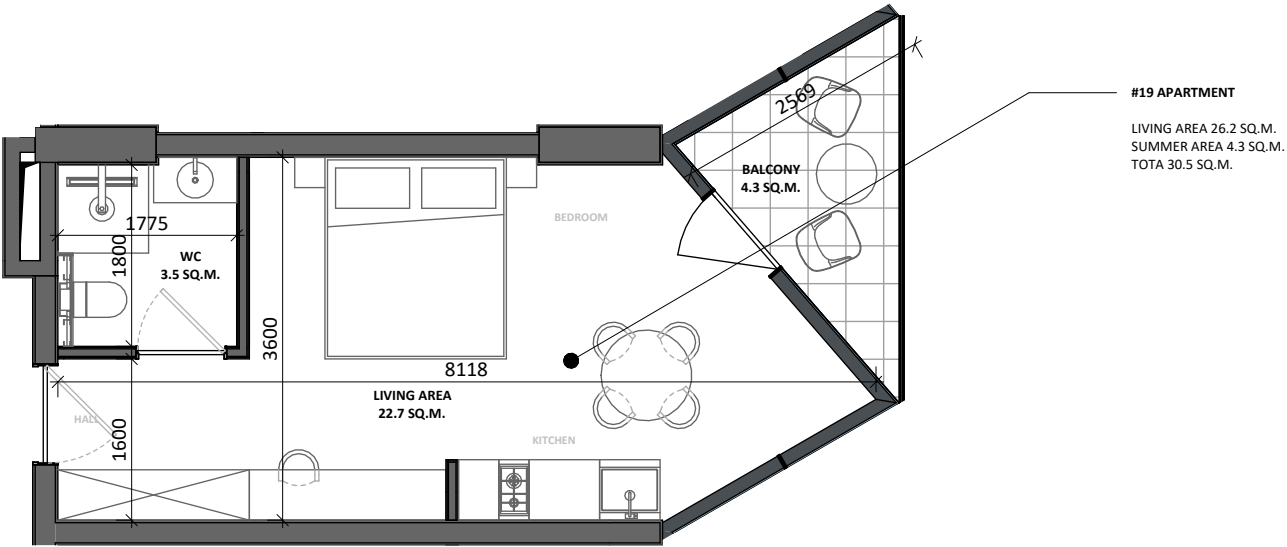 #19 APARTMENT
LIVING AREA 26.2 SQ.M.
SUMMER AREA 4.3 SQ.M.
TOTA 30.5 SQ.M.
2569
BALCONY
4.3 SQ.M.
BEDROOM
1775
WC
3.5 SQ.M.
1800
3600
8118
LIVING AREA
22.7 SQ.M.
HALL
1600
KITCHEN